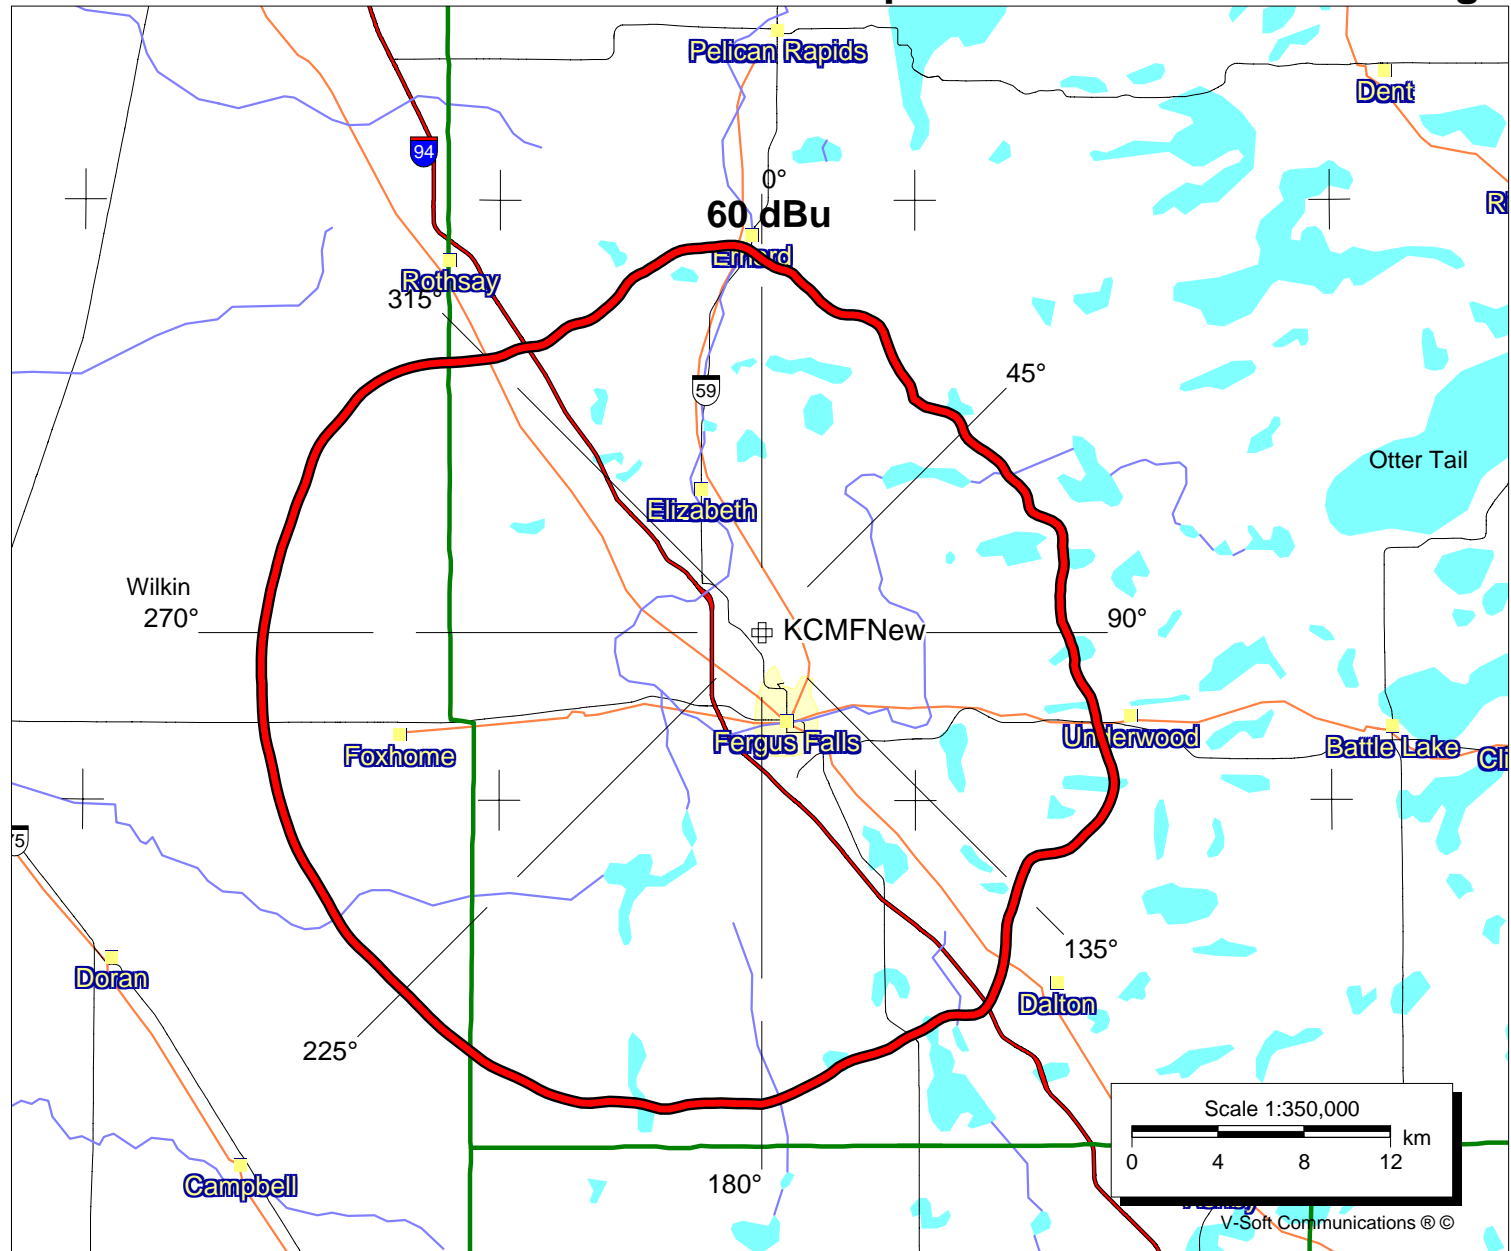 Pelican Rapids
Dent
94
0°
60 dBu
Erhard
Rothsay
315°
59
45°
Otter Tail
Elizabeth
Wilkin
270°
KCMFNew
90°
Foxhome
Fergus Falls
Underwood
Battle Lake
Doran
135°
Dalton
225°
Scale 1:350,000
km
0 4 8 12
Campbell
180°
V-Soft Communications ® ©